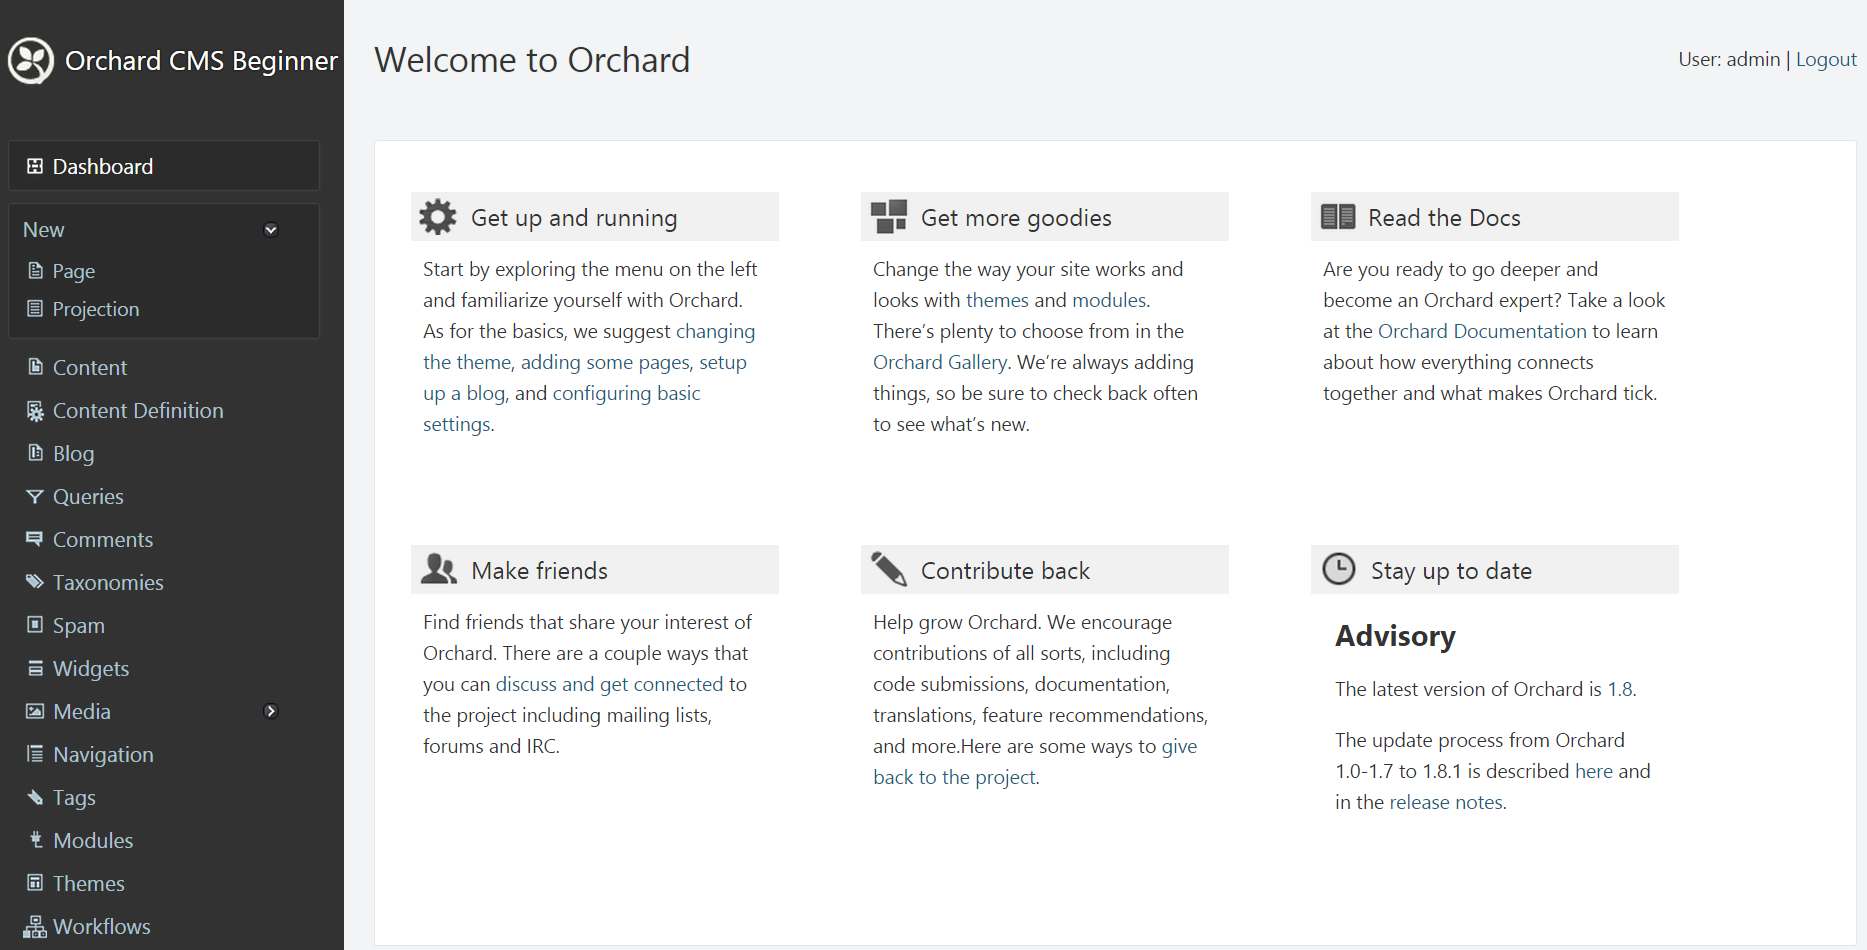 Orchard CMS Beginner
Welcome to Orchard
User: admin | Logout
Dashboard
New
Page
Projection
Content
Content Definition
Blog
Queries
Comments
Taxonomies
Spam
Widgets
Media
Navigation
Tags
Modules
Themes
Workflows
Get up and running
Start by exploring the menu on the left
and familiarize yourself with Orchard.
As for the basics, we suggest changing
the theme, adding some pages, setup
up a blog, and configuring basic
settings.
Get more goodies
Change the way your site works and
looks with themes and modules.
There’s plenty to choose from in the
Orchard Gallery. We’re always adding
things, so be sure to check back often
to see what’s new.
Read the Docs
Are you ready to go deeper and
become an Orchard expert? Take a look
at the Orchard Documentation to learn
about how everything connects
together and what makes Orchard tick.
Make friends
Find friends that share your interest of
Orchard. There are a couple ways that
you can discuss and get connected to
the project including mailing lists,
forums and IRC.
Contribute back
Help grow Orchard. We encourage
contributions of all sorts, including
code submissions, documentation,
translations, feature recommendations,
and more.Here are some ways to give
back to the project.
Stay up to date
Advisory
The latest version of Orchard is 1.8.
The update process from Orchard
1.0-1.7 to 1.8.1 is described here and
in the release notes.